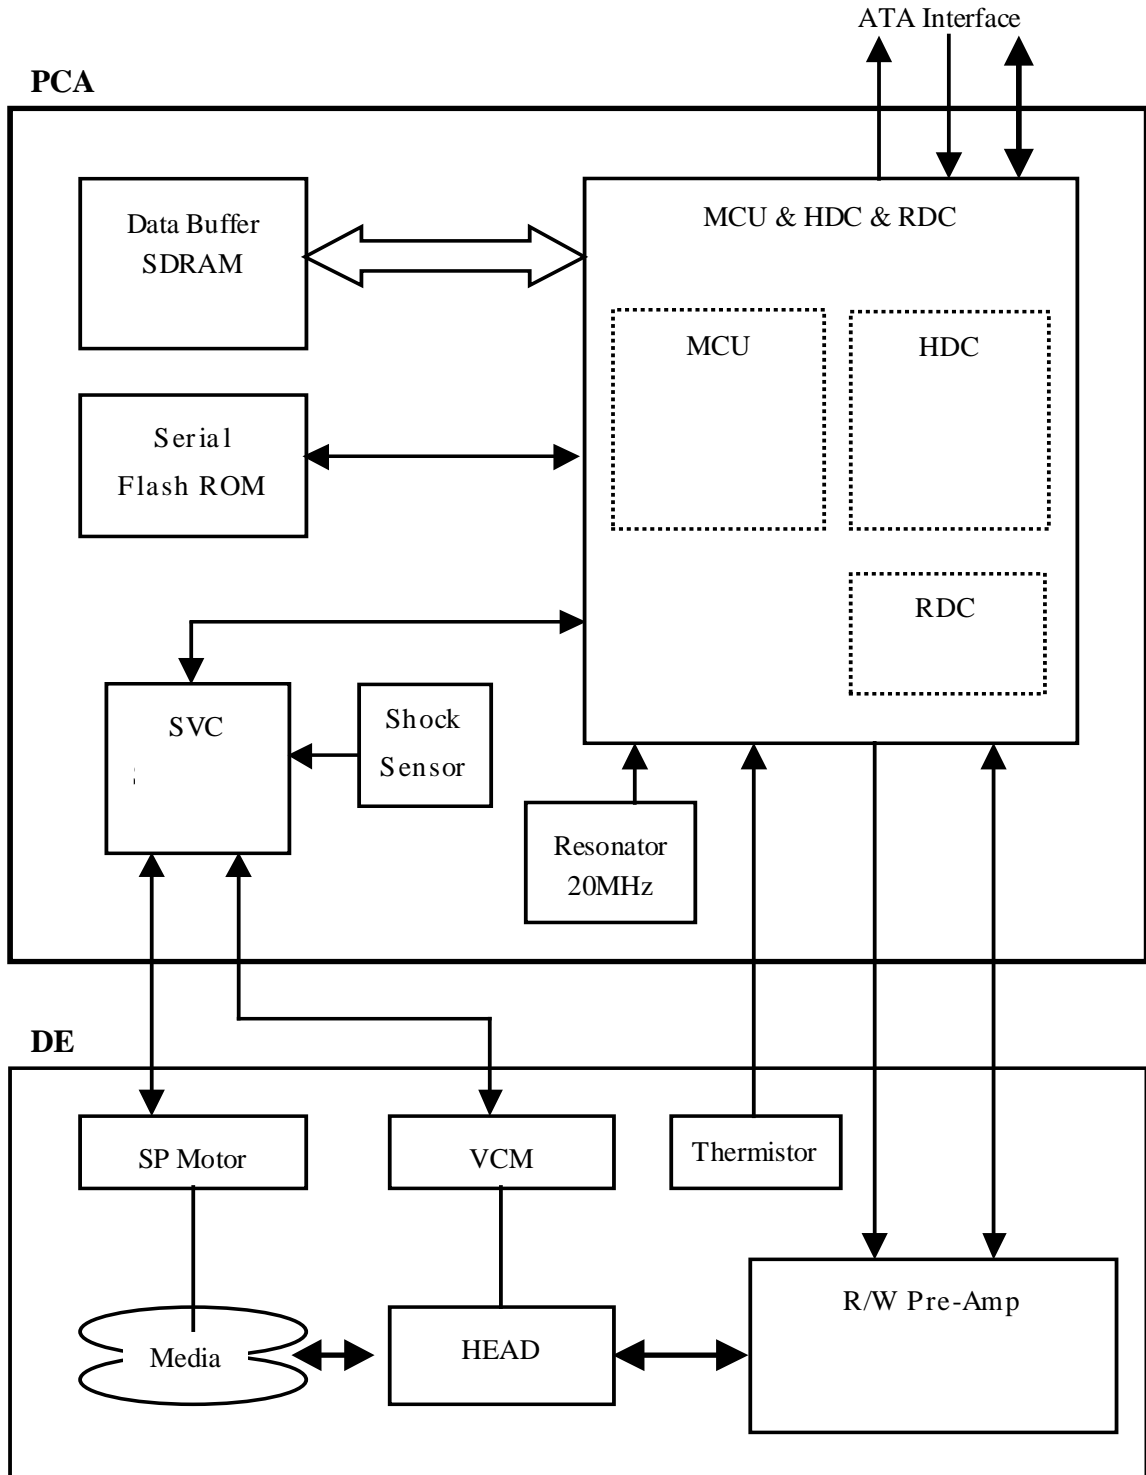 ATA Interface
PCA
Data Buffer
SDRAM
MCU & HDC & RDC
MCU
HDC
Serial
Flash ROM
RDC
SVC
Shock
Sensor
Resonator
20MHz
DE
SP Motor
VCM
Thermistor
R/W Pre-Amp
Media
HEAD